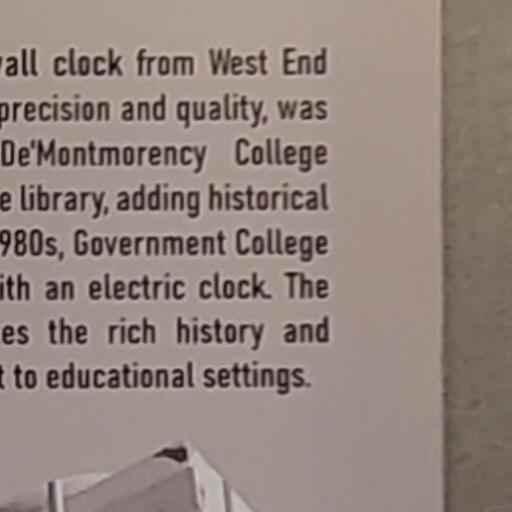 all clock from West End
precision and quality, was
De'Montmorency College
e library, adding historical
980s, Government College
ith an electric clock. The
es the rich history and
t to educational settings.